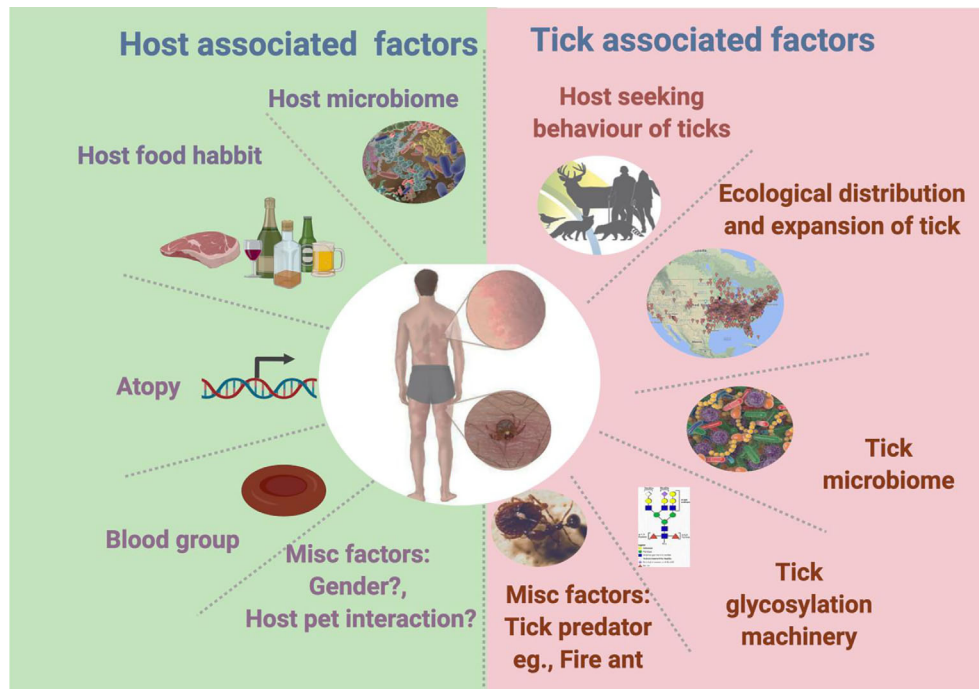 Host associated factors
Host microbiome
Host food habbit
Atopy
Blood group
Misc factors:
Gender?,
Host pet interaction?
Tick associated factors
Host seeking
behaviour of ticks
Ecological distribution
and expansion of tick
Tick
microbiome
Tick
glycosylation
machinery
Misc factors:
Tick predator
eg., Fire ant